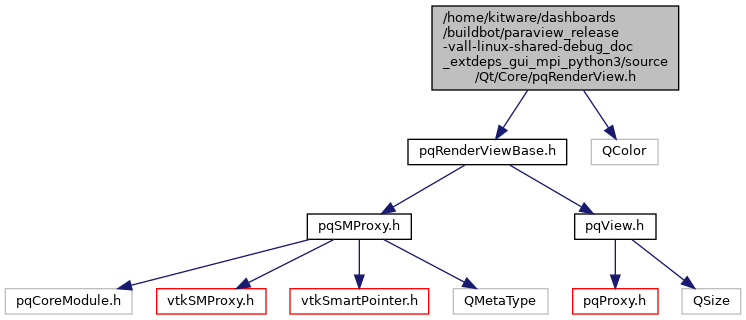 /home/kitware/dashboards
/buildbot/paraview_release
-vall-linux-shared-debug_doc
_extdeps_gui_mpi_python3/source
/Qt/Core/pqRenderView.h
pqRenderViewBase.h
QColor
pqSMProxy.h
pqView.h
pqCoreModule.h
vtkSMProxy.h
vtkSmartPointer.h
QMetaType
pqProxy.h
QSize